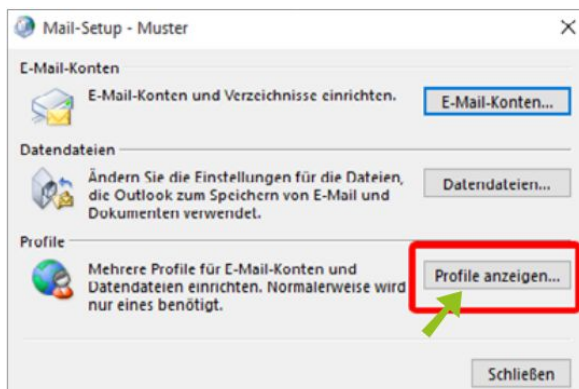 Mail-Setup - Muster
E-Mail-Konten
E-Mail-Konten und Verzeichnisse einrichten.
E-Mail-Konten...
Datendateien
Ändern Sie die Einstellungen für die Dateien,
die Outlook zum Speichern von E-Mail und
Dokumenten verwendet.
Datendateien...
Profile
Mehrere Profile für E-Mail-Konten und
Datendateien einrichten. Normalerweise wird
nur eines benötigt.
Profile anzeigen...
Schließen